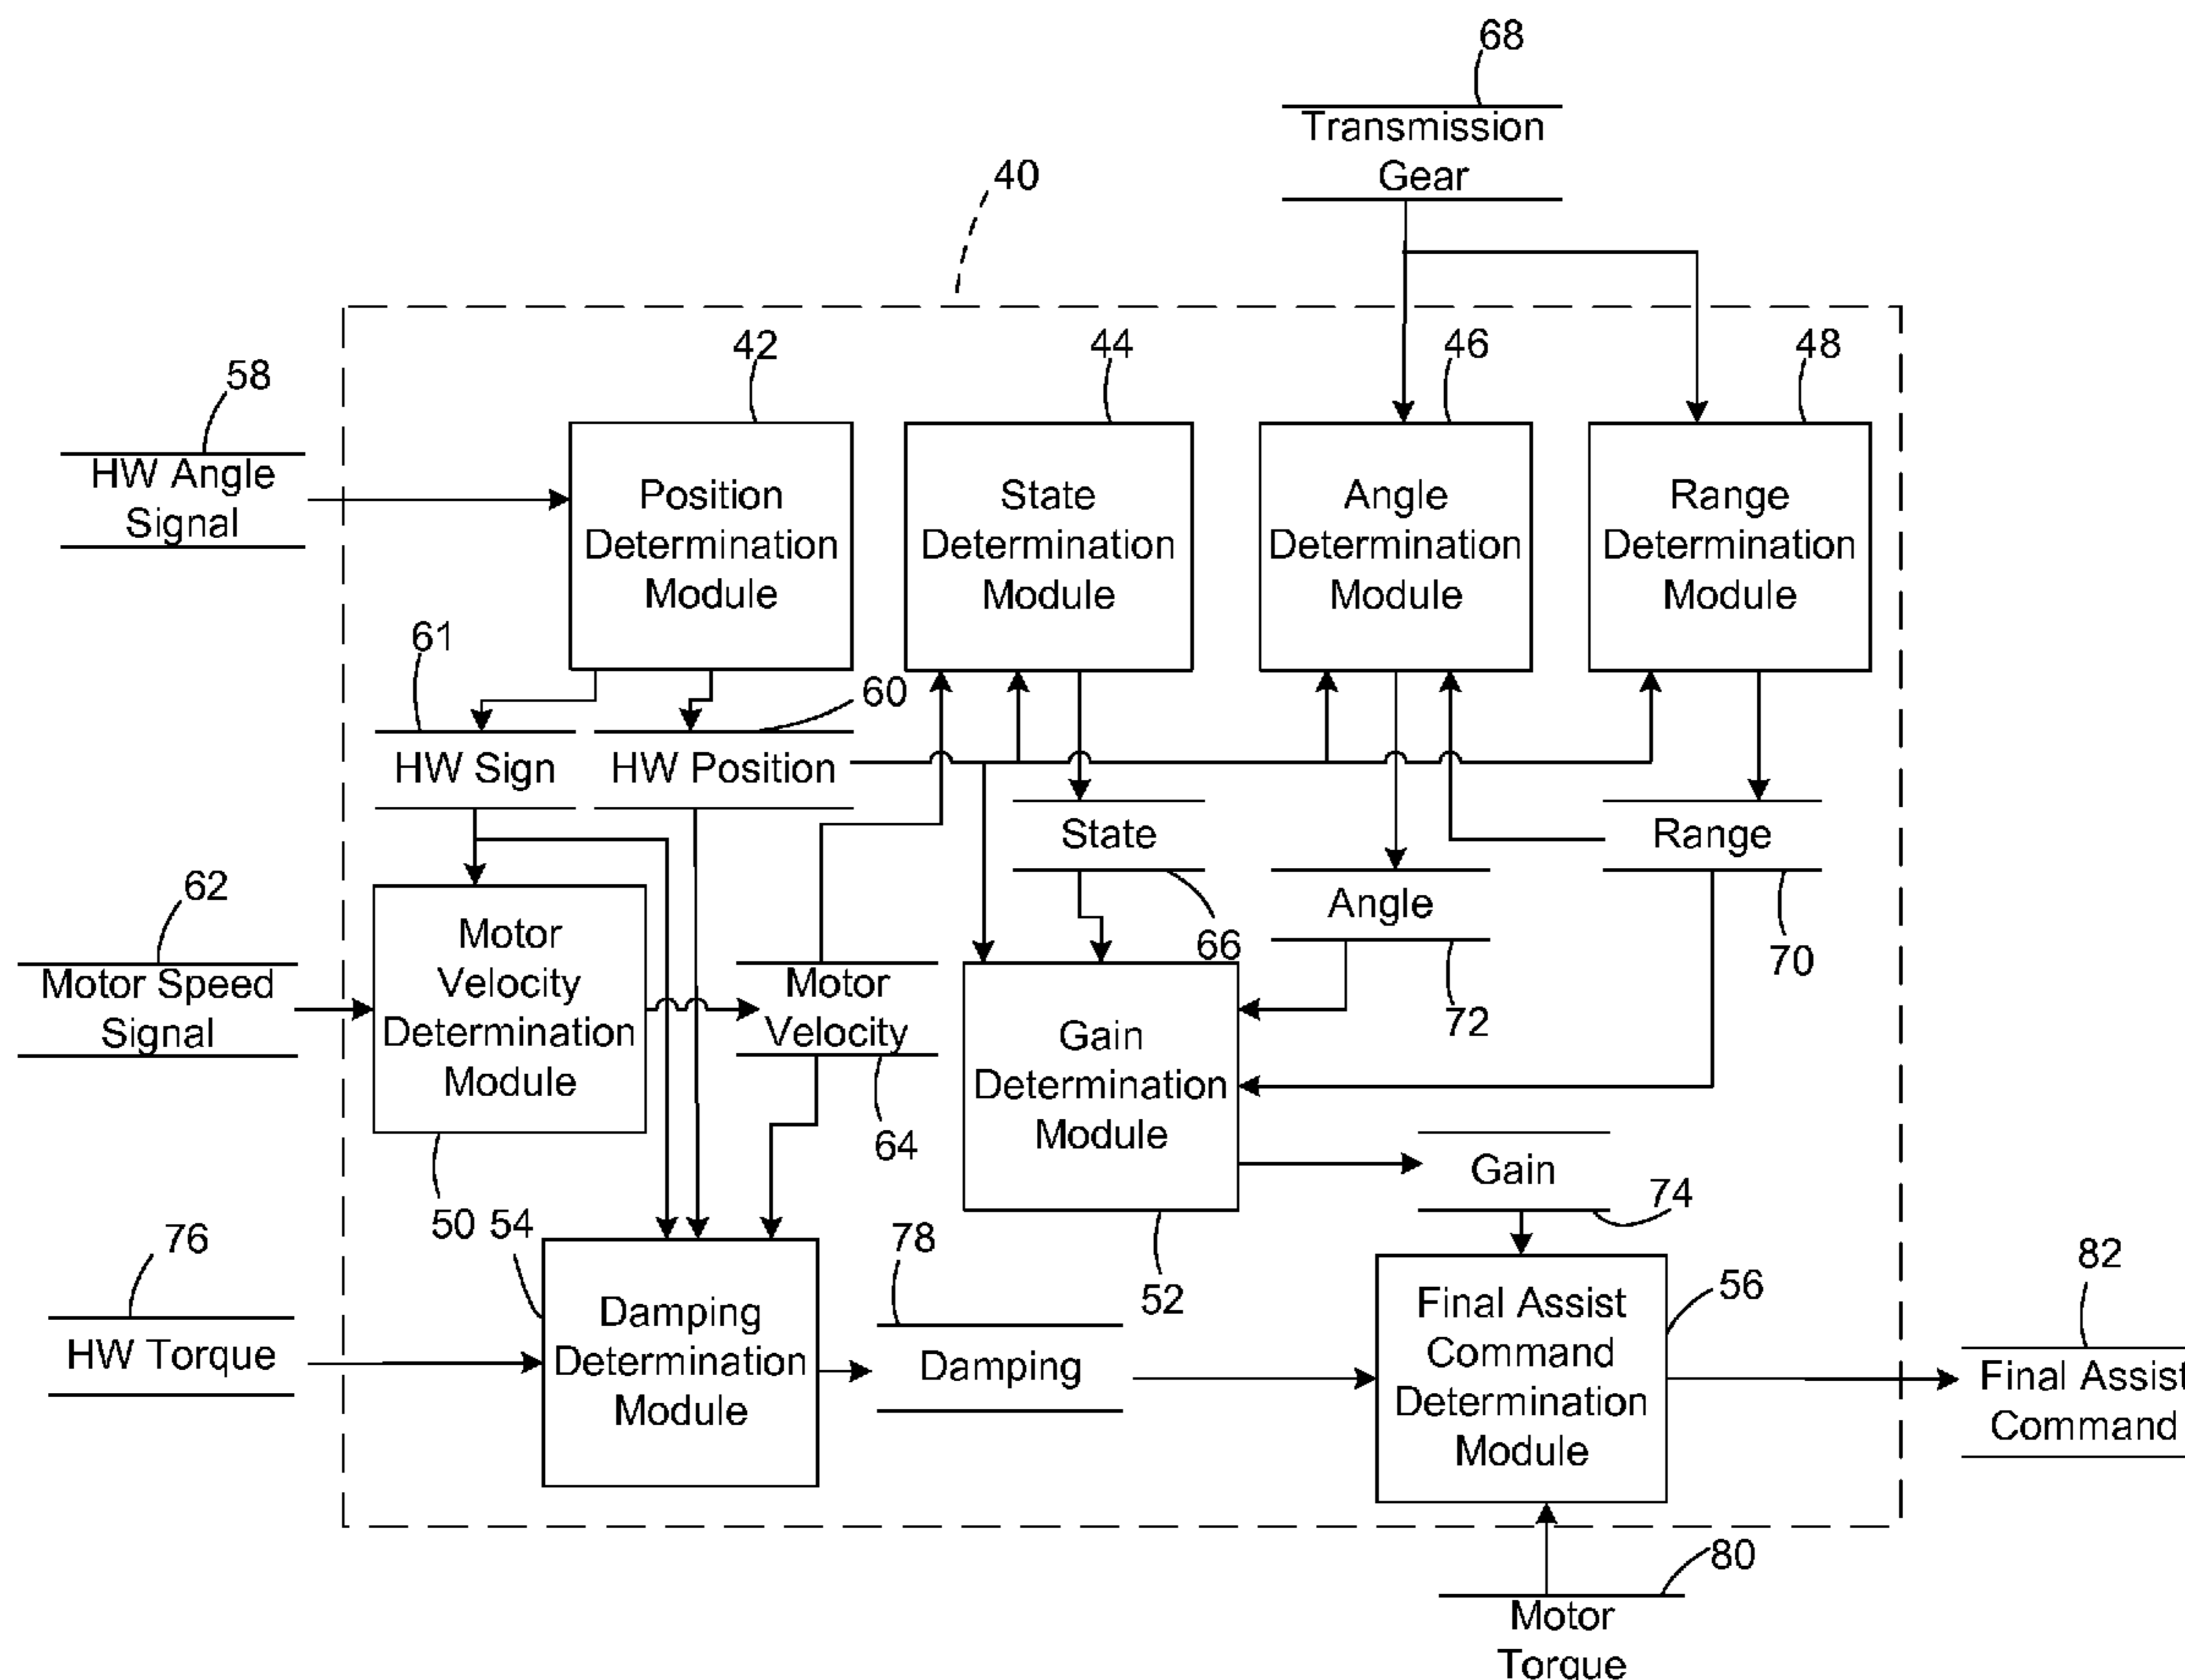 68
Transmission
Gear
40
42
44
46
48
58
HW Angle
Signal
Position
Determination
Module
State
Determination
Module
Angle
Determination
Module
Range
Determination
Module
61
60
HW Sign
HW Position
State
Range
62
Angle
66
70
72
Motor Speed
Signal
Motor
Velocity
Determination
Module
Motor
Velocity
Gain
Determination
Module
64
Gain
74
50
54
76
78
52
56
82
HW Torque
Damping
Determination
Module
Damping
Final Assist
Command
Determination
Module
Final Assist
Command
80
Motor
Torque